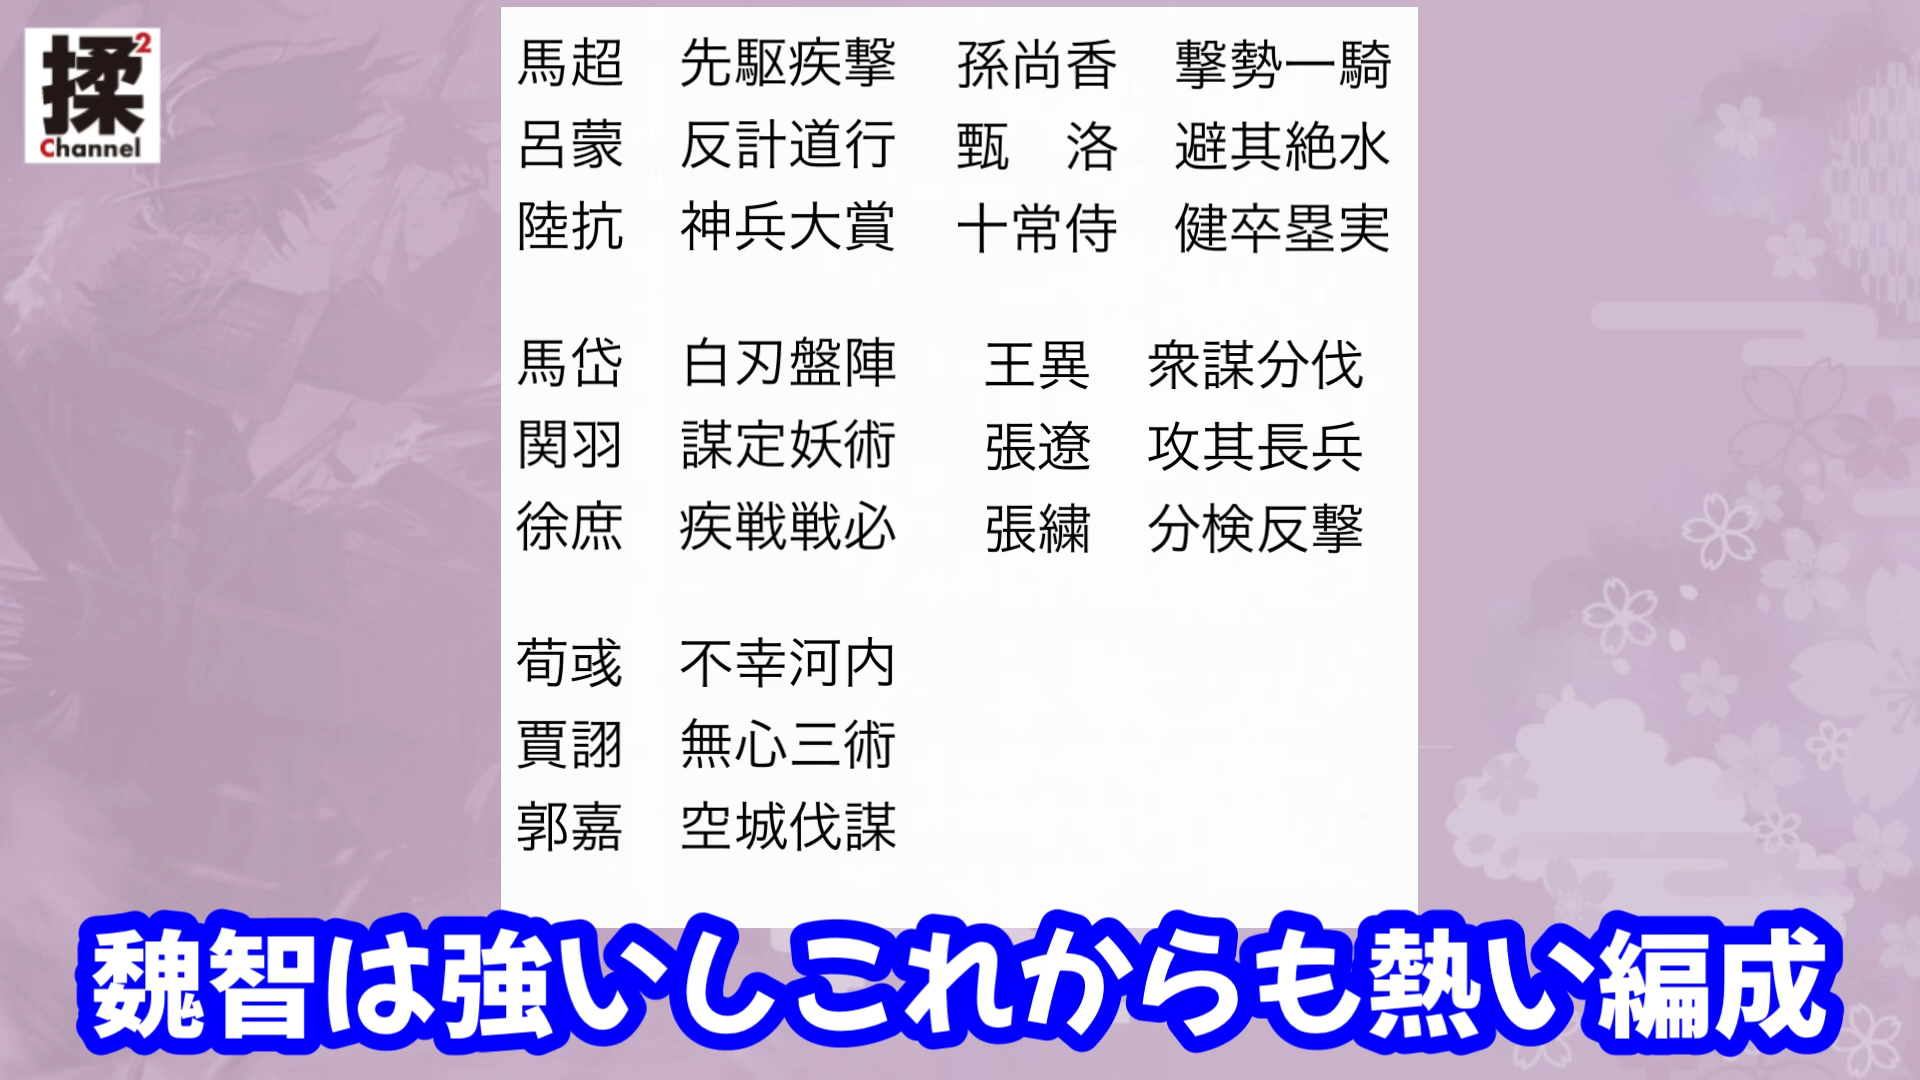 揉2
Channel
馬超 先駆疾撃 孫尚香 撃勢一騎
呂蒙 反計道行 甄 洛 避其絶水
陸抗 神兵大賞 十常侍 健卒塁実
馬岱 白刃盤陣 王異 衆謀分伐
関羽 謀定妖術 張遼 攻其長兵
徐庶 疾戦戦必 張繍 分検反撃
荀彧 不幸河内
賈詡 無心三術
郭嘉 空城伐謀
魏智は強いしこれからも熱い編成